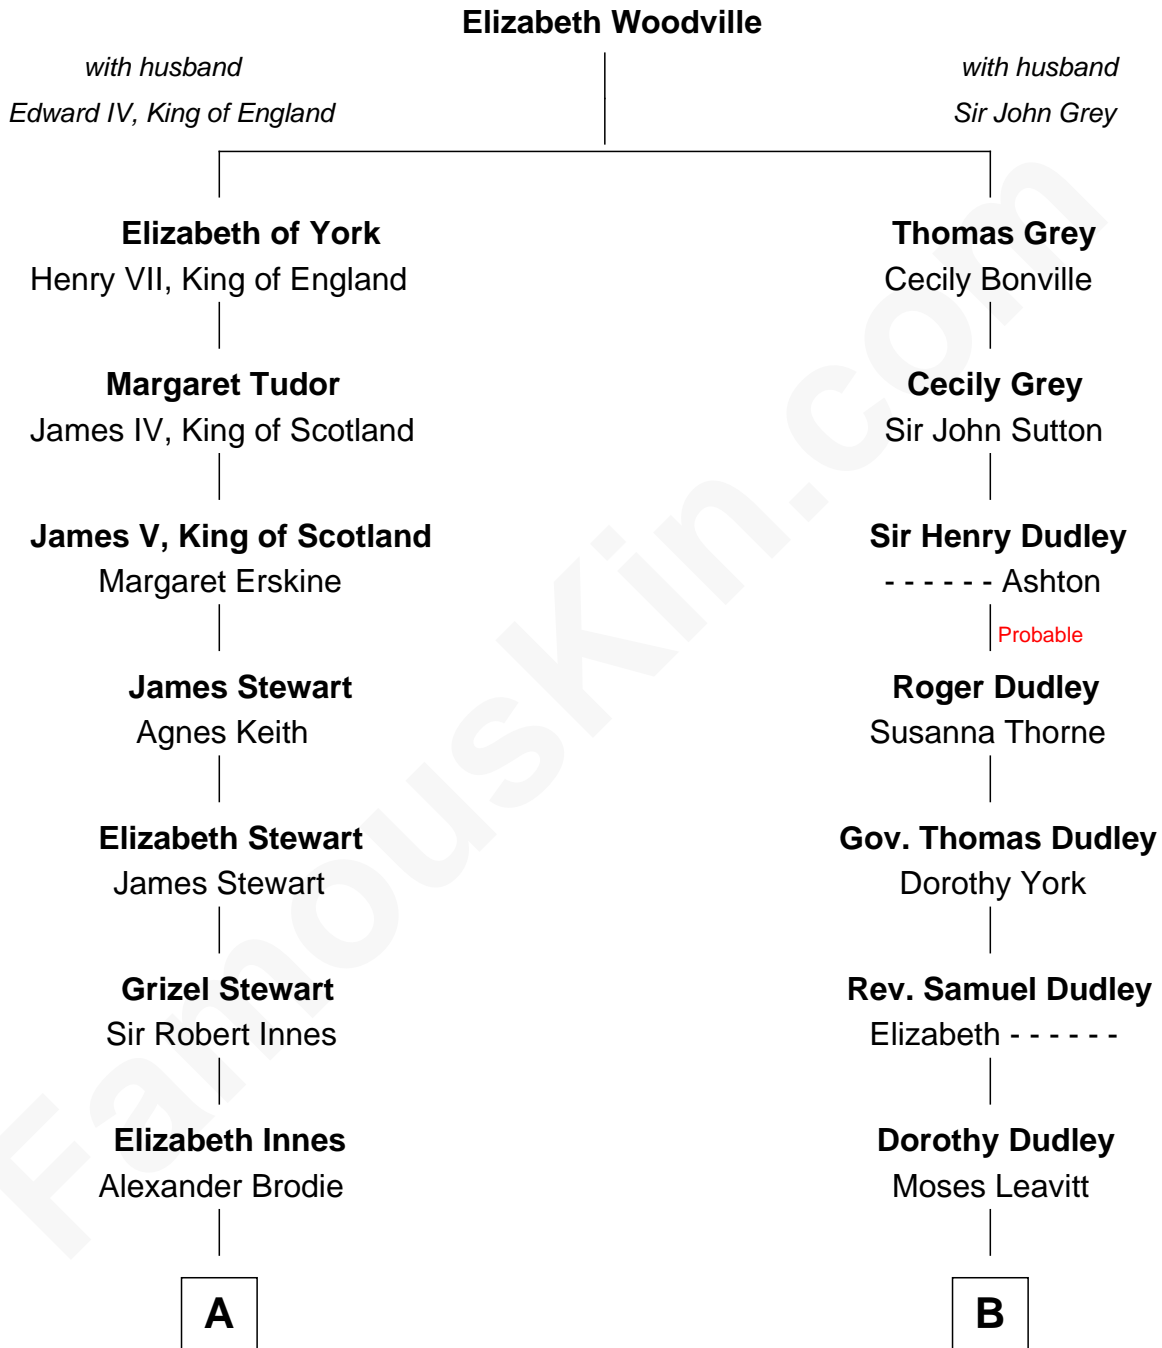 Elizabeth Woodville
with husband
Edward IV, King of England
with husband
Sir John Grey
Elizabeth of York
Henry VII, King of England
Thomas Grey
Cecily Bonville
Margaret Tudor
James IV, King of Scotland
Cecily Grey
Sir John Sutton
James V, King of Scotland
Margaret Erskine
Sir Henry Dudley
- - - - - - Ashton
Probable
James Stewart
Agnes Keith
Roger Dudley
Susanna Thorne
Elizabeth Stewart
James Stewart
Gov. Thomas Dudley
Dorothy York
Grizel Stewart
Sir Robert Innes
Rev. Samuel Dudley
Elizabeth - - - - - -
Elizabeth Innes
Alexander Brodie
Dorothy Dudley
Moses Leavitt
A
B
FamousKin.com